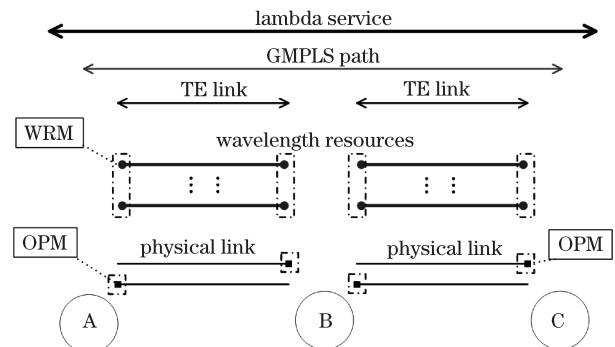 lambda service
GMPLS path
TE link TE link
WRM
wavelength resources
OPM physical link physical link OPM
A B C